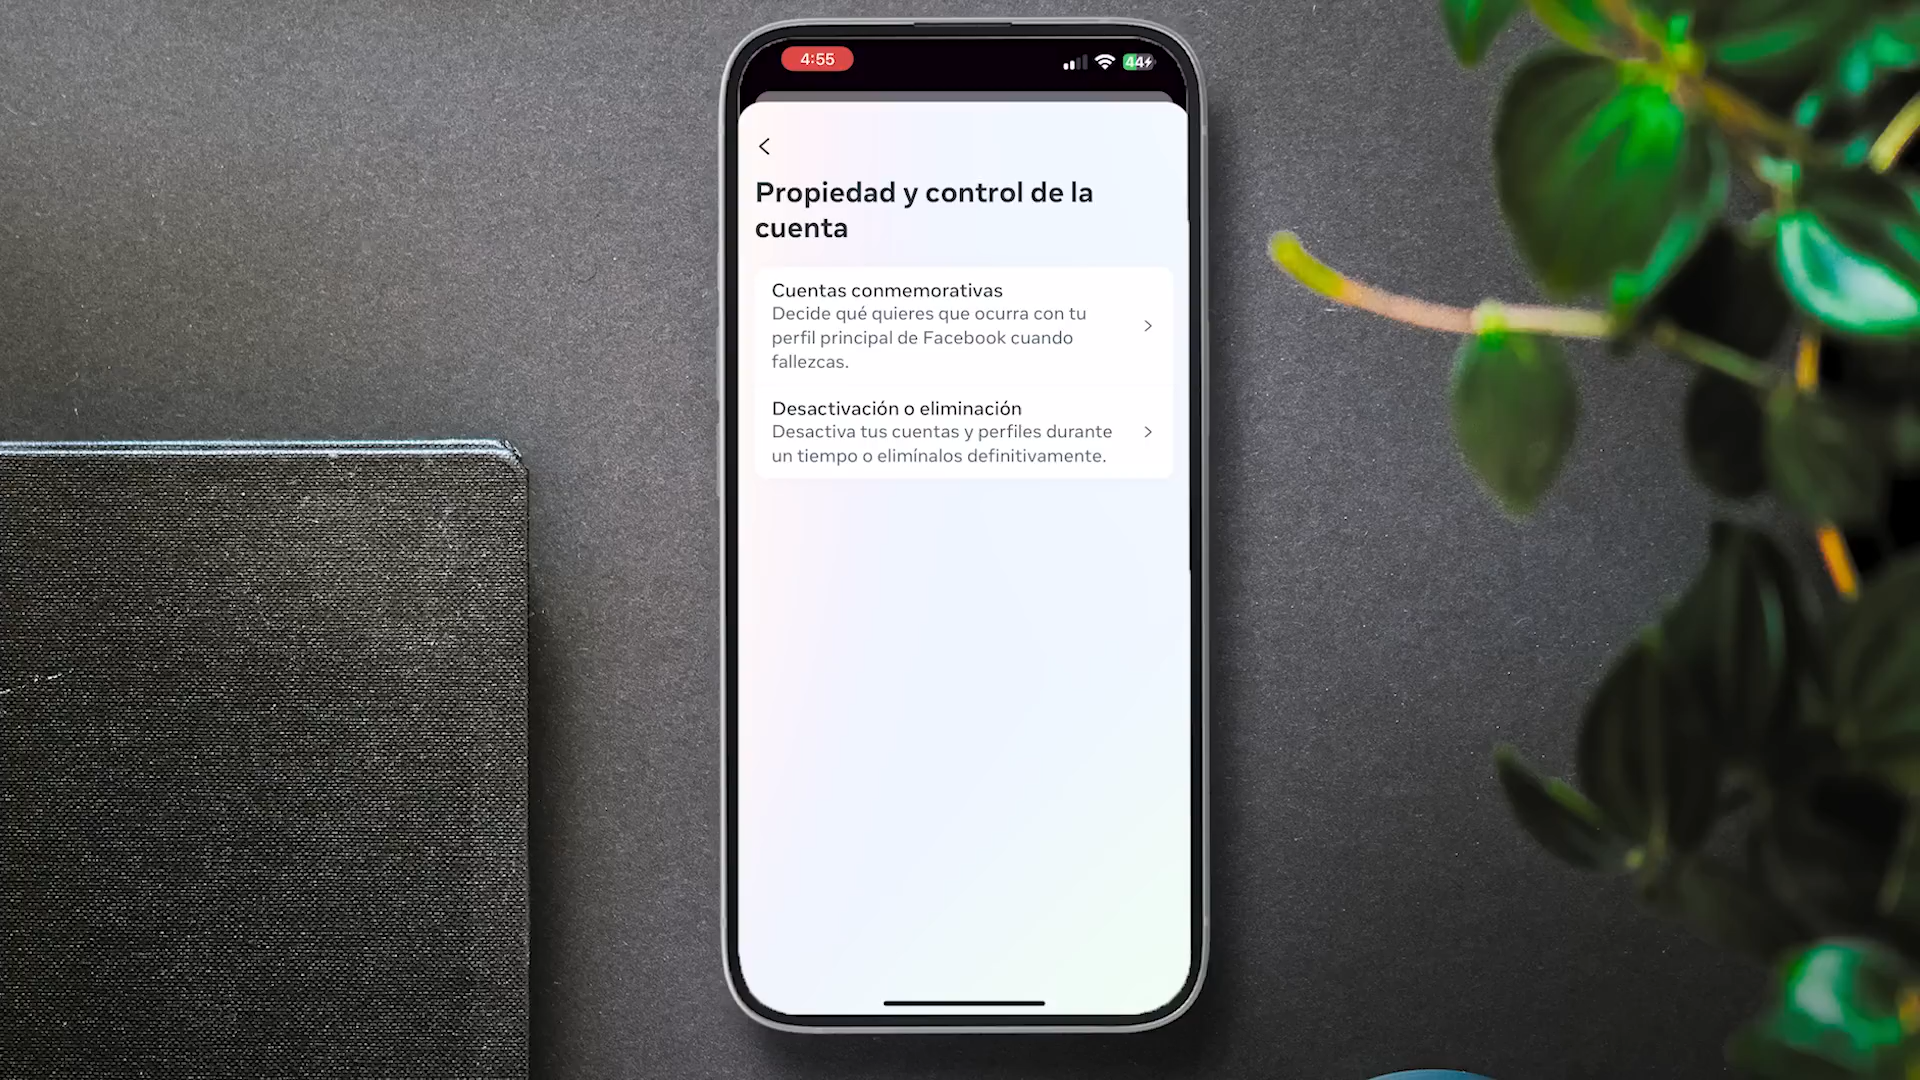 4:55
44
Propiedad y control de la
cuenta
Cuentas conmemorativas
Decide qué quieres que ocurra con tu
perfil principal de Facebook cuando
fallezcas.
Desactivación o eliminación
Desactiva tus cuentas y perfiles durante
un tiempo o elimínalos definitivamente.